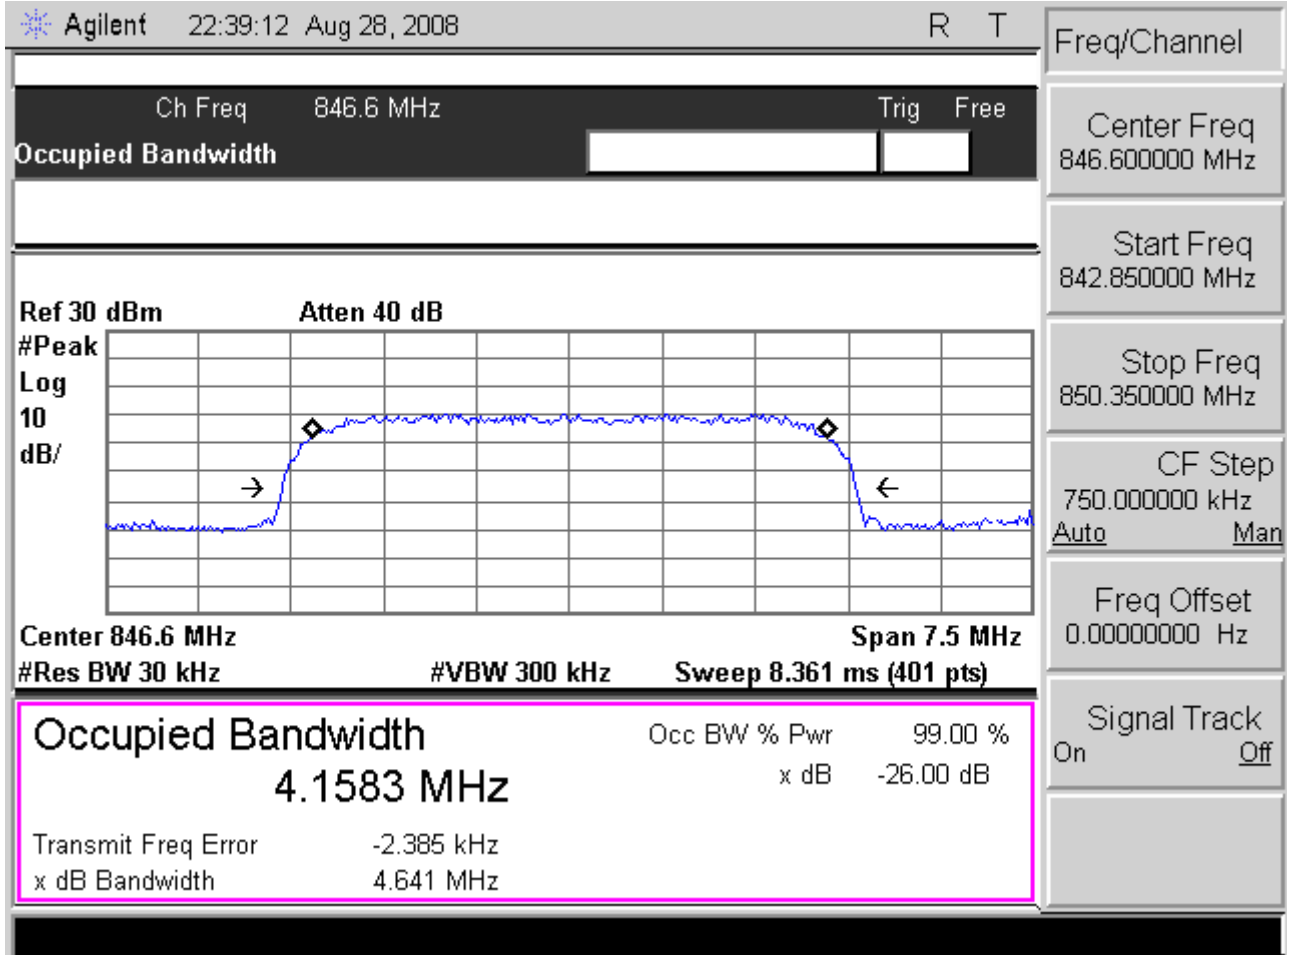 Agilent 22:39:12 Aug 28, 2008 R T
Freq/Channel
Ch Freq 846.6 MHz Trig Free
Occupied Bandwidth
Center Freq
846.600000 MHz
Start Freq
842.850000 MHz
Stop Freq
850.350000 MHz
CF Step
750.000000 kHz
Auto Man
Freq Offset
0.00000000 Hz
Signal Track
On Off
Ref 30 dBm Atten 40 dB
#Peak
Log
10
dB/
Center 846.6 MHz Span 7.5 MHz
#Res BW 30 kHz #VBW 300 kHz Sweep 8.361 ms (401 pts)
Occupied Bandwidth
4.1583 MHz
Occ BW % Pwr 99.00 %
x dB -26.00 dB
Transmit Freq Error -2.385 kHz
x dB Bandwidth 4.641 MHz